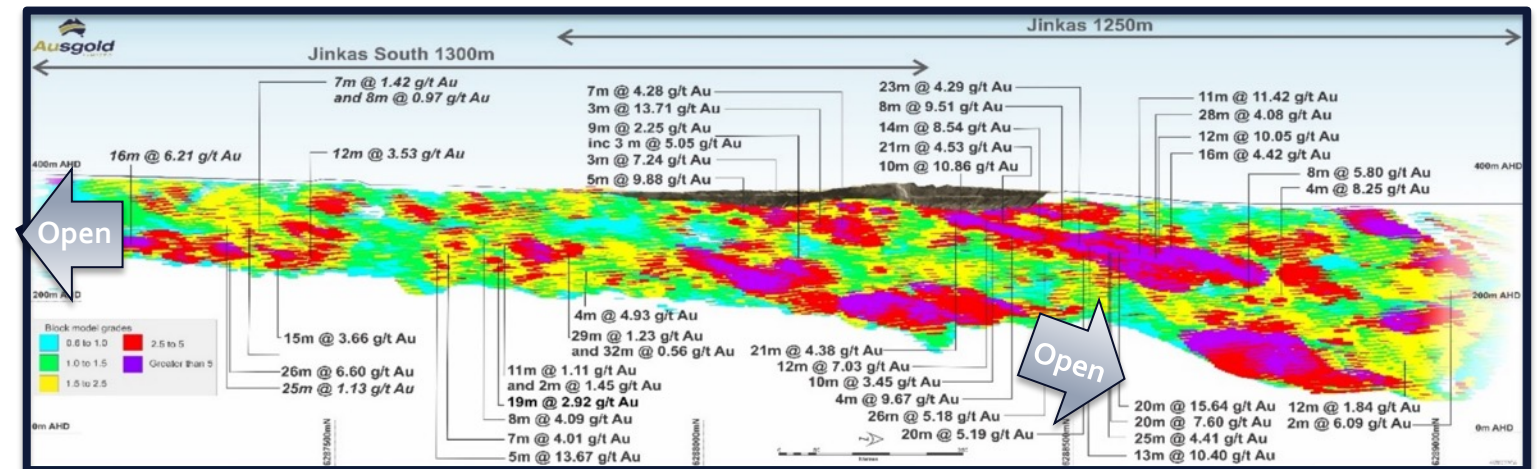 Ausgold
Jinkas 1250m
Jinkas South 1300m
7m @ 1.42 g/t Au
and 8m @ 0.97 g/t Au
16m @ 6.21 g/t Au
12m @ 3.53 g/t Au
7m @ 4.28 g/t Au
3m @ 13.71 g/t Au
9m @ 2.25 g/t Au
inc 3 m @ 5.05 g/t Au
3m @ 7.24 g/t Au
5m @ 9.88 g/t Au
23m @ 4.29 g/t Au
8m @ 9.51 g/t Au
14m @ 8.54 g/t Au
21m @ 4.53 g/t Au
10m @ 10.86 g/t Au
11m @ 11.42 g/t Au
28m @ 4.08 g/t Au
12m @ 10.05 g/t Au
16m @ 4.42 g/t Au
8m @ 5.80 g/t Au
4m @ 8.25 g/t Au
400m AHD
400m AHD
Open
200m AHD
200m AHD
Block model grades
0.6 to 1.0
1.0 to 1.5
1.5 to 2.5
2.5 to 5
Greater than 5
15m @ 3.66 g/t Au
26m @ 6.60 g/t Au
25m @ 1.13 g/t Au
4m @ 4.93 g/t Au
29m @ 1.23 g/t Au
and 32m @ 0.56 g/t Au
11m @ 1.11 g/t Au
and 2m @ 1.45 g/t Au
19m @ 2.92 g/t Au
8m @ 4.09 g/t Au
7m @ 4.01 g/t Au
5m @ 13.67 g/t Au
21m @ 4.38 g/t Au
12m @ 7.03 g/t Au
10m @ 3.45 g/t Au
4m @ 9.67 g/t Au
26m @ 5.18 g/t Au
20m @ 5.19 g/t Au
Open
20m @ 15.64 g/t Au
20m @ 7.60 g/t Au
25m @ 4.41 g/t Au
13m @ 10.40 g/t Au
12m @ 1.84 g/t Au
2m @ 6.09 g/t Au
0m AHD
0m AHD
6287500mN
6288000mN
6288500mN
6289000mN